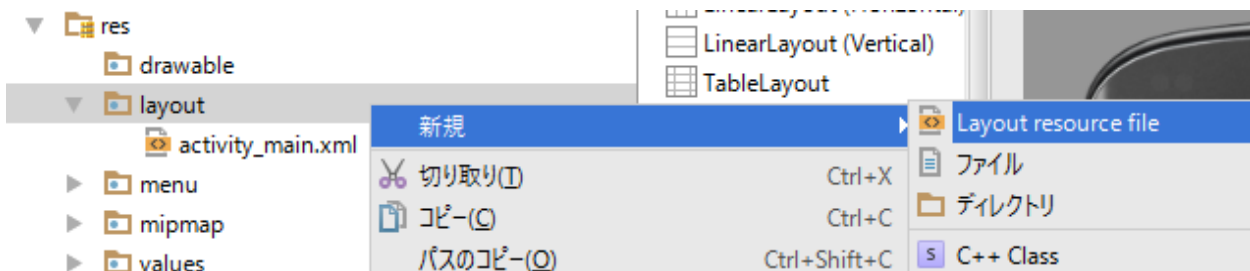 res
drawable
layout
activity_main.xml
menu
mipmap
values
LinearLayout (Horizontal)
LinearLayout (Vertical)
TableLayout
新規
切り取り(T) Ctrl+X
コピー(C) Ctrl+C
パスのコピー(O) Ctrl+Shift+C
Layout resource file
ファイル
ディレクトリ
C++ Class